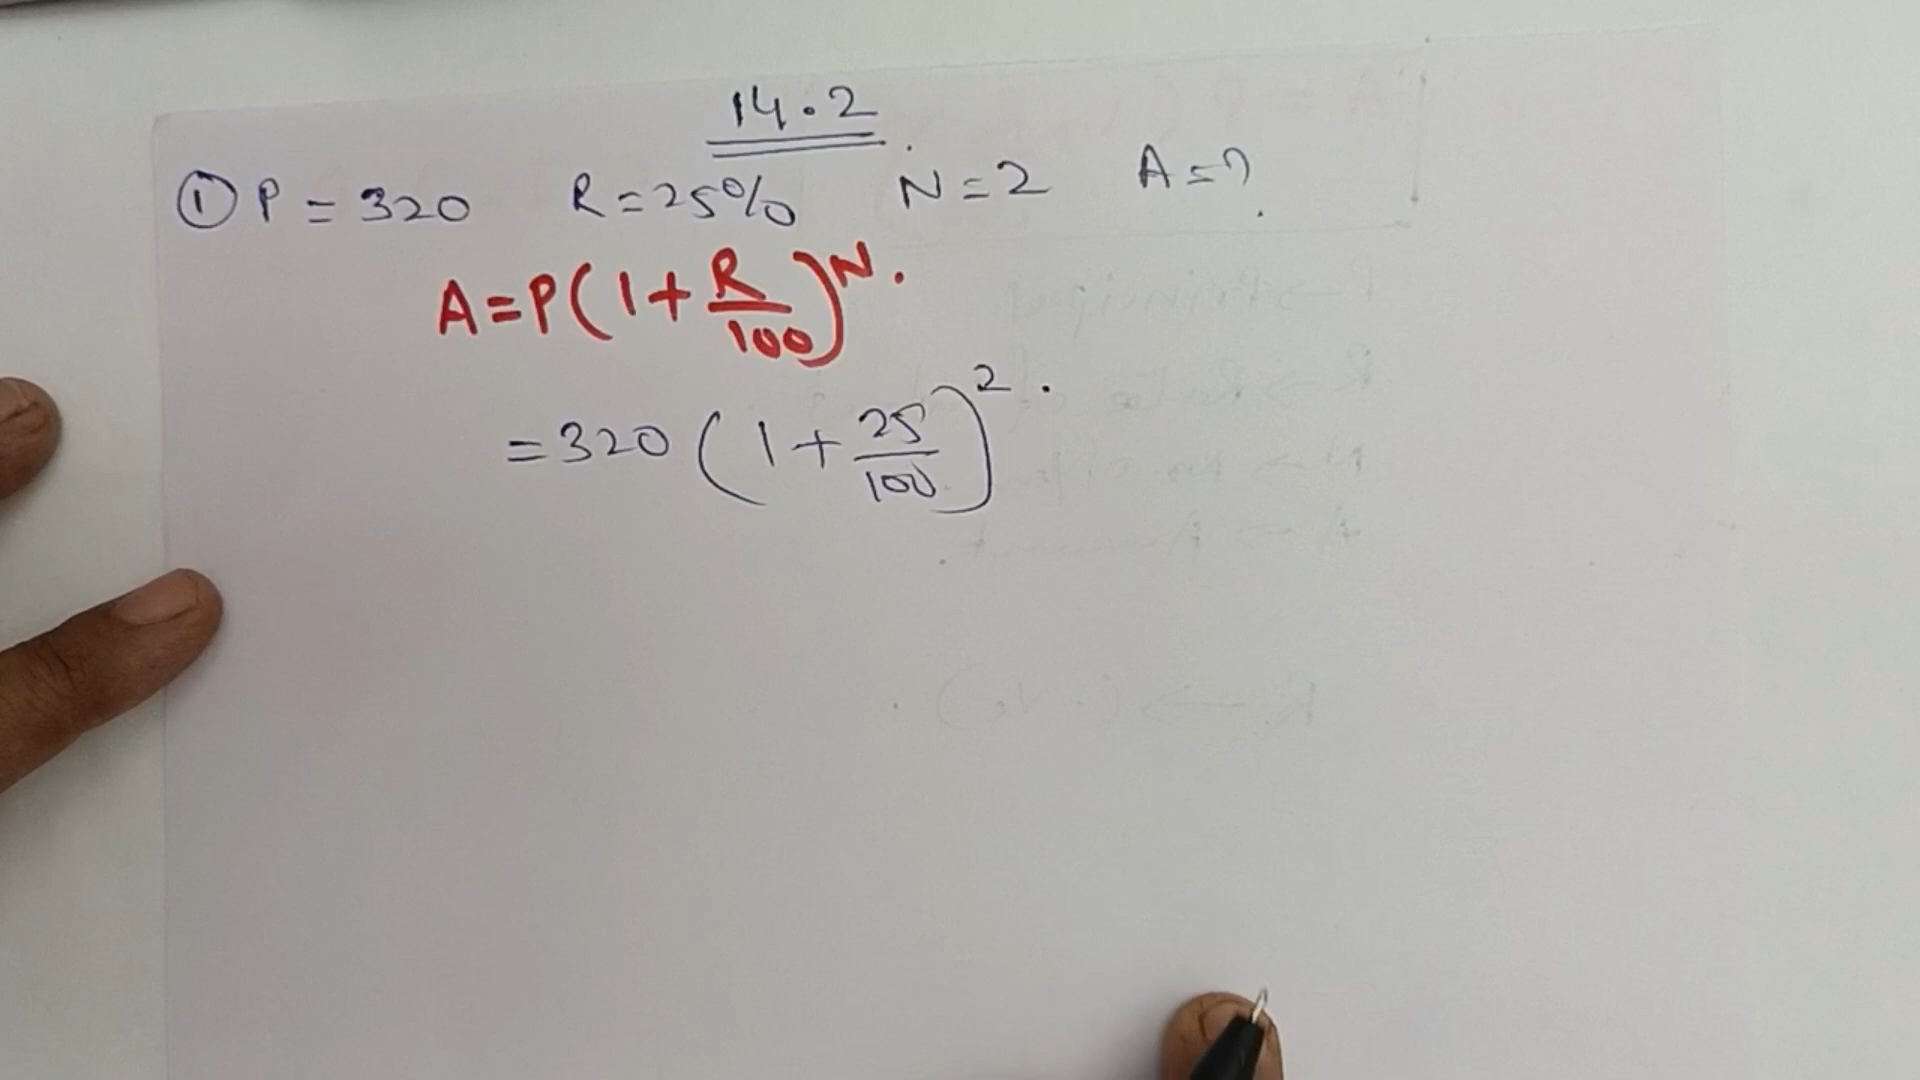 14.2
① P = 320 R = 25% N = 2 A = ?
A = P(1 + R/100)^N.
= 320 (1 + 25/100)^2.